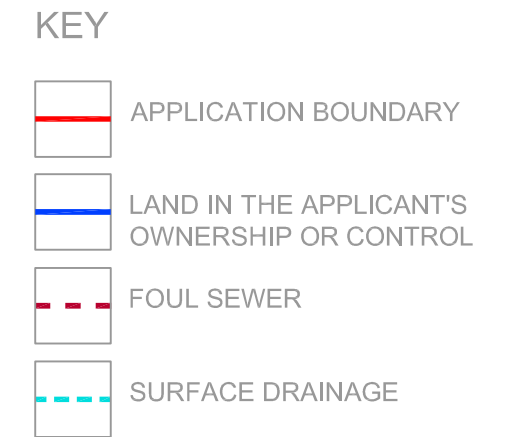 KEY
APPLICATION BOUNDARY
LAND IN THE APPLICANT'S
OWNERSHIP OR CONTROL
FOUL SEWER
SURFACE DRAINAGE